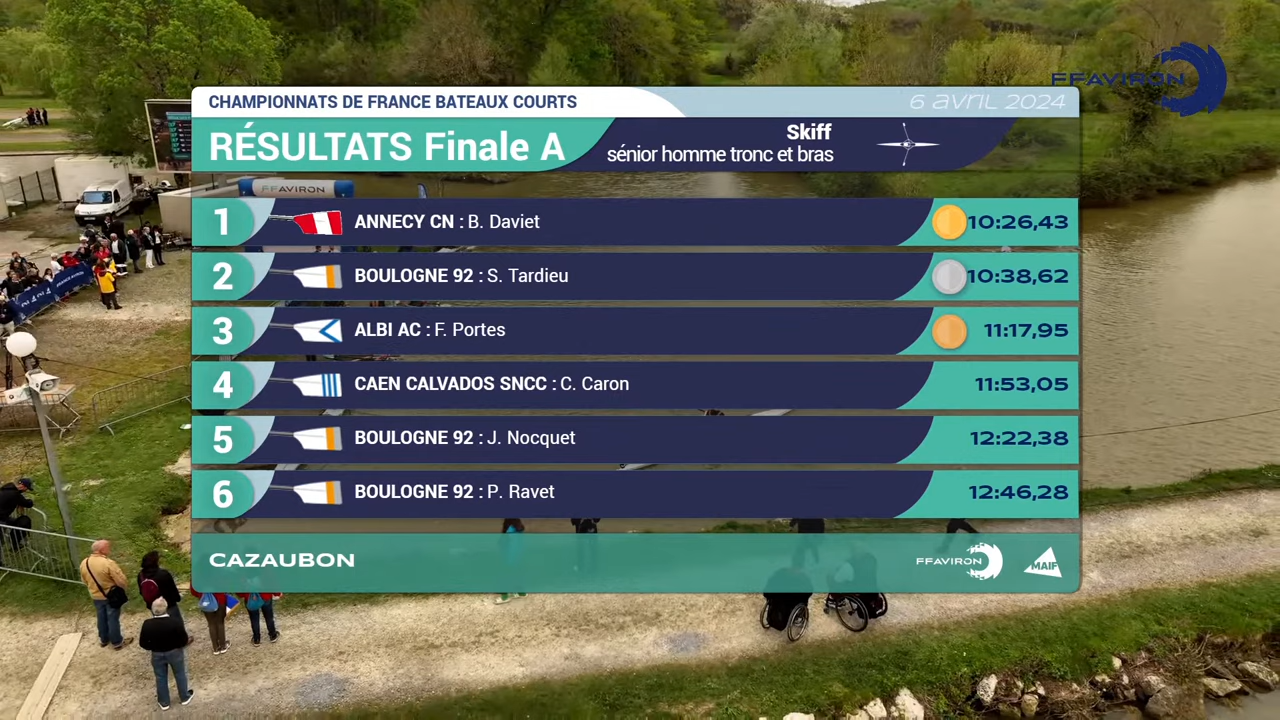 FFAVIRON
CHAMPIONNATS DE FRANCE BATEAUX COURTS
6 avril 2024
RÉSULTATS Finale A
Skiff
sénior homme tronc et bras
FFAVIRON
1 ANNECY CN : B. Daviet 10:26,43
2 BOULOGNE 92 : S. Tardieu 10:38,62
3 ALBI AC : F. Portes 11:17,95
4 CAEN CALVADOS SNCC : C. Caron 11:53,05
5 BOULOGNE 92 : J. Nocquet 12:22,38
6 BOULOGNE 92 : P. Ravet 12:46,28
CAZAUBON
FFAVIRON
MAIF